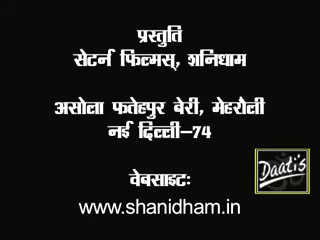 प्रस्तुति
सेटर्न फिल्मस्, शनिधाम
असोला फतेहपुर बेरी, मेहरौली
नई दिल्ली-74
वेबसाइटः
www.shanidham.in
Daati's